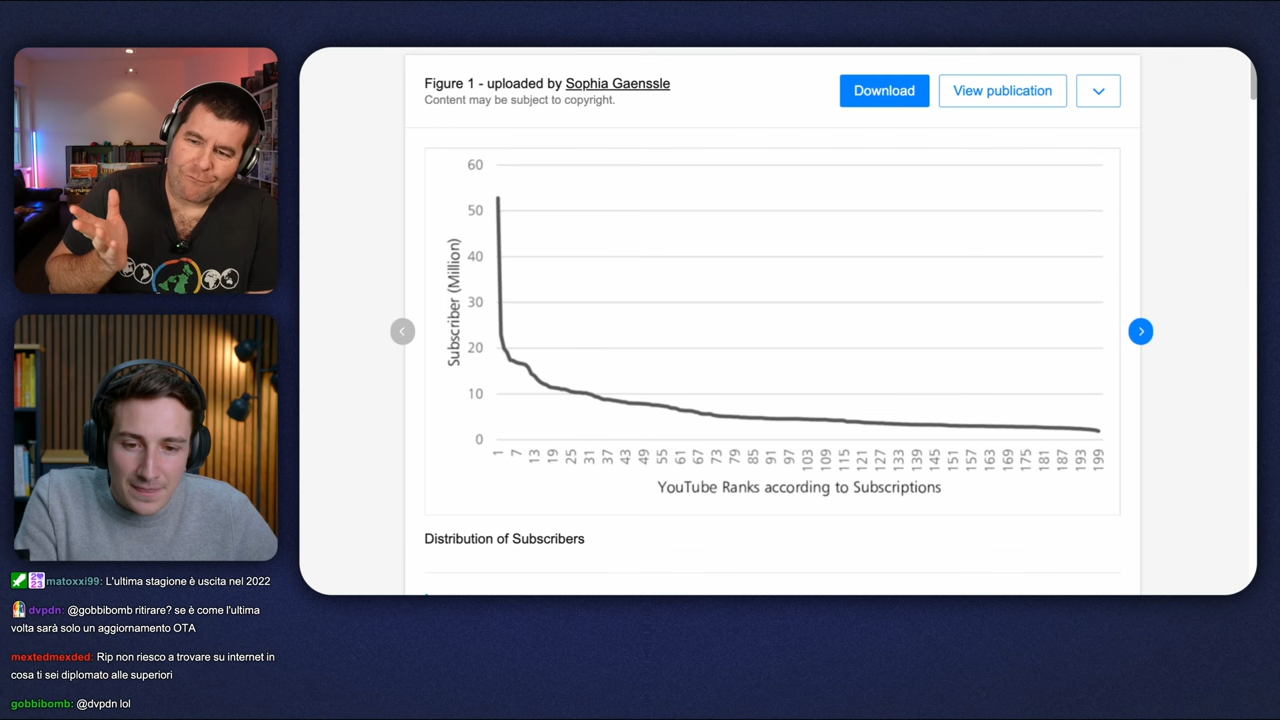 Figure 1 - uploaded by Sophia Gaenssle
Content may be subject to copyright.
Download
View publication
60
50
40
30
20
10
0
Subscriber (Million)
1 7 13 19 25 31 37 43 49 55 61 67 73 79 85 91 97 103 109 115 121 127 133 139 145 151 157 163 169 175 181 187 193 199
YouTube Ranks according to Subscriptions
Distribution of Subscribers
matoxxi99: L'ultima stagione è uscita nel 2022
dvpdn: @gobbibomb ritirare? se è come l'ultima
volta sarà solo un aggiornamento OTA
mextedmexded: Rip non riesco a trovare su internet in
cosa ti sei diplomato alle superiori
gobbibomb: @dvpdn lol